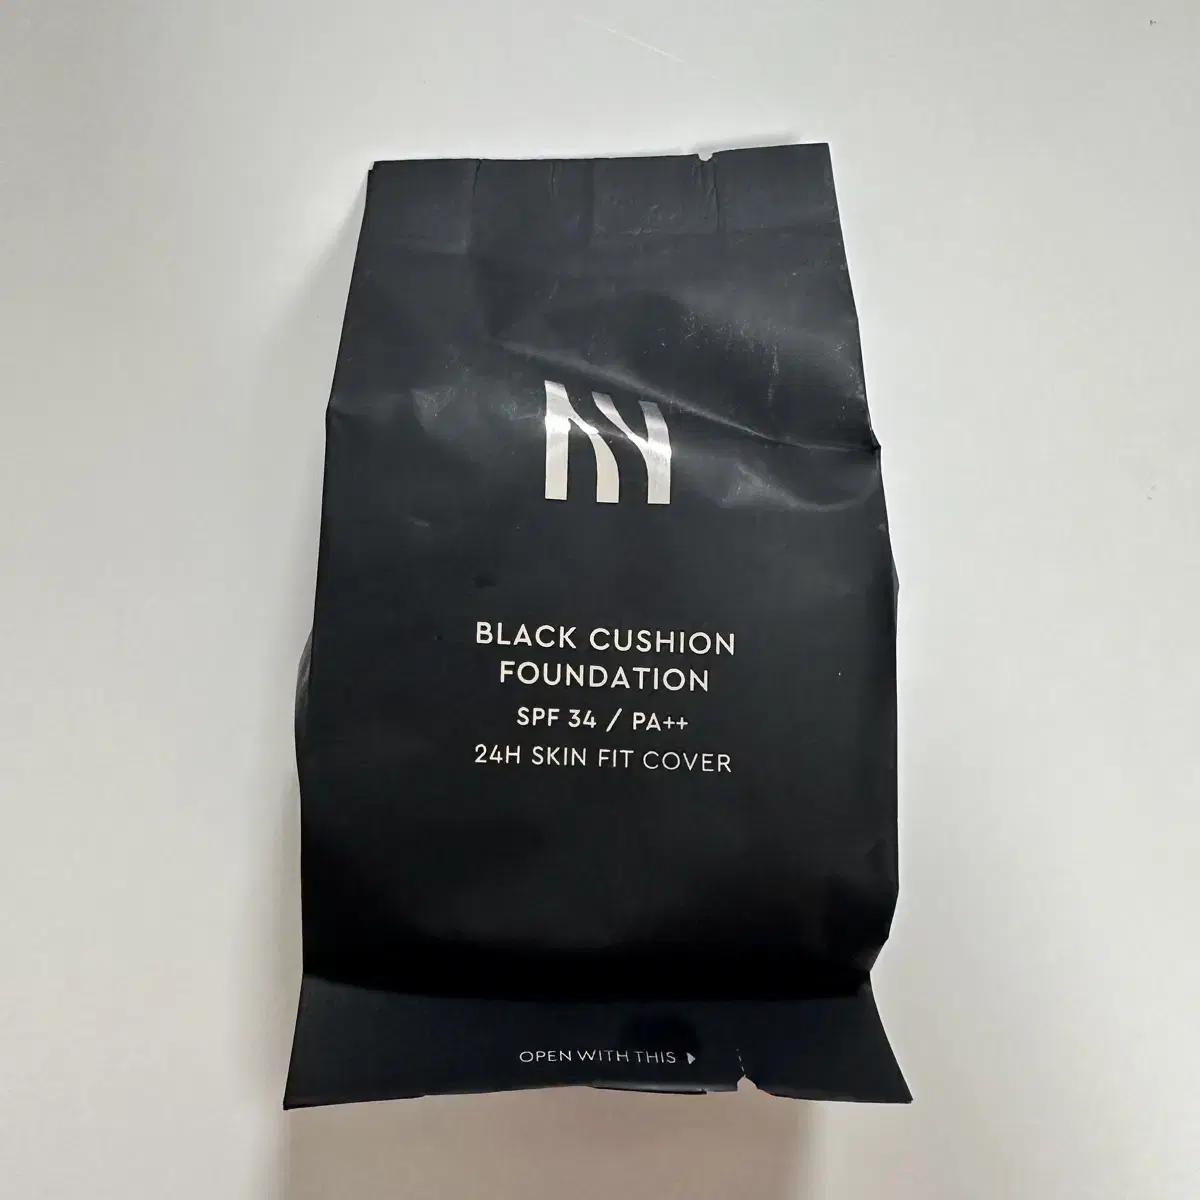 BLACK CUSHION
FOUNDATION
SPF 34 / PA++
24H SKIN FIT COVER
OPEN WITH THIS